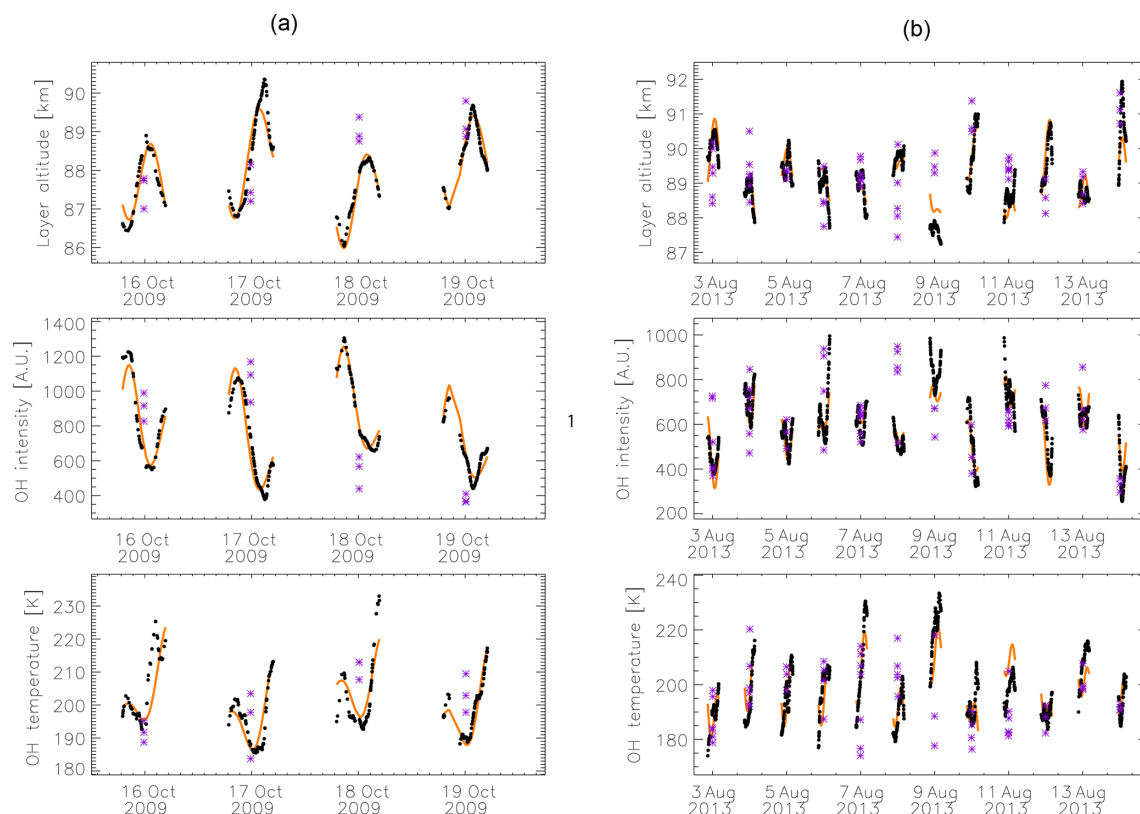 (a)
(b)
Layer altitude [km]
90
89
88
87
86
16 Oct
2009
17 Oct
2009
18 Oct
2009
19 Oct
2009
Layer altitude [km]
92
91
90
89
88
87
3 Aug
2013
5 Aug
2013
7 Aug
2013
9 Aug
2013
11 Aug
2013
13 Aug
2013
OH intensity [A.U.]
1400
1200
1000
800
600
400
16 Oct
2009
17 Oct
2009
18 Oct
2009
19 Oct
2009
1
OH intensity [A.U.]
1000
800
600
400
200
3 Aug
2013
5 Aug
2013
7 Aug
2013
9 Aug
2013
11 Aug
2013
13 Aug
2013
OH temperature [K]
230
220
210
200
190
180
16 Oct
2009
17 Oct
2009
18 Oct
2009
19 Oct
2009
OH temperature [K]
240
220
200
180
3 Aug
2013
5 Aug
2013
7 Aug
2013
9 Aug
2013
11 Aug
2013
13 Aug
2013